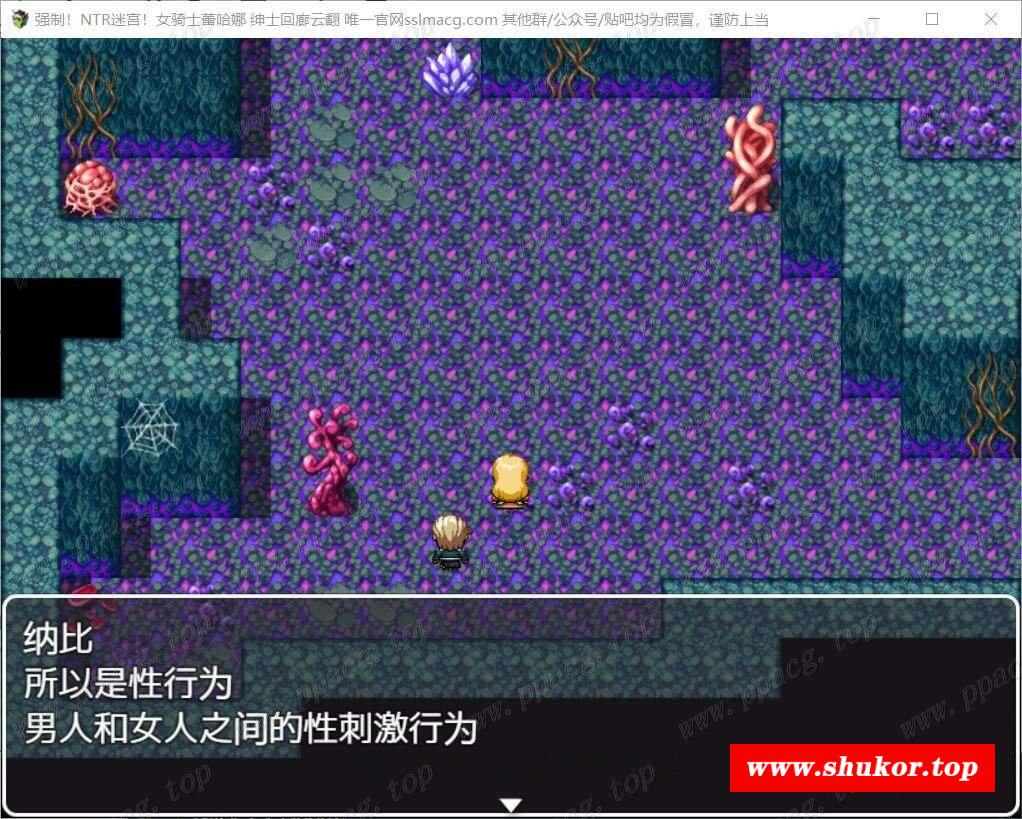 强制！NTR迷宫！女骑士蕾哈娜 绅士回廊云翻 唯一官网sslmacg.com 其他群/公众号/贴吧均为假冒，谨防上当
纳比
所以是性行为
男人和女人之间的性刺激行为
www.shukor.top
www.ppacg.top